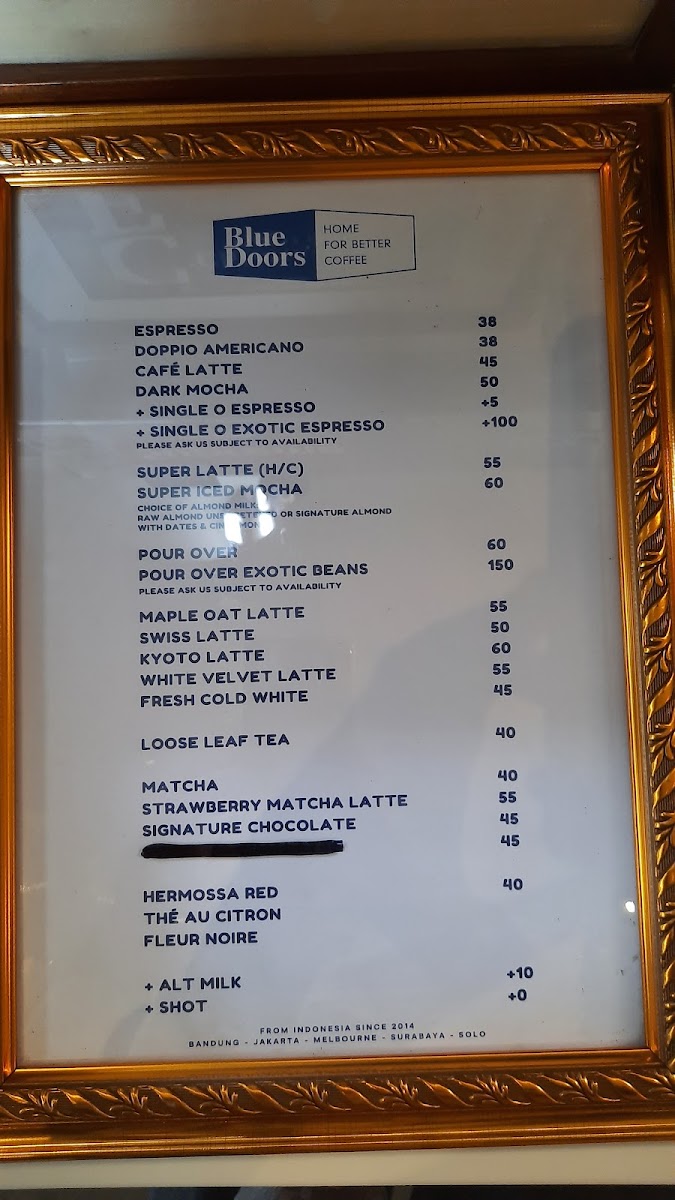 Blue Doors
HOME FOR BETTER COFFEE
ESPRESSO 38
DOPPIO AMERICANO 38
CAFÉ LATTE 45
DARK MOCHA 50
+ SINGLE O ESPRESSO +5
+ SINGLE O EXOTIC ESPRESSO +100
PLEASE ASK US SUBJECT TO AVAILABILITY
SUPER LATTE (H/C) 55
SUPER ICED MOCHA 60
CHOICE OF ALMOND MILK
RAW ALMOND UNSWEETENED OR SIGNATURE ALMOND
WITH DATES & CINNAMON
POUR OVER 60
POUR OVER EXOTIC BEANS 150
PLEASE ASK US SUBJECT TO AVAILABILITY
MAPLE OAT LATTE 55
SWISS LATTE 50
KYOTO LATTE 60
WHITE VELVET LATTE 55
FRESH COLD WHITE 45
LOOSE LEAF TEA 40
MATCHA 40
STRAWBERRY MATCHA LATTE 55
SIGNATURE CHOCOLATE 45
45
HERMOSSA RED 40
THÉ AU CITRON
FLEUR NOIRE
+ ALT MILK +10
+ SHOT +0
FROM INDONESIA SINCE 2014
BANDUNG - JAKARTA - MELBOURNE - SURABAYA - SOLO